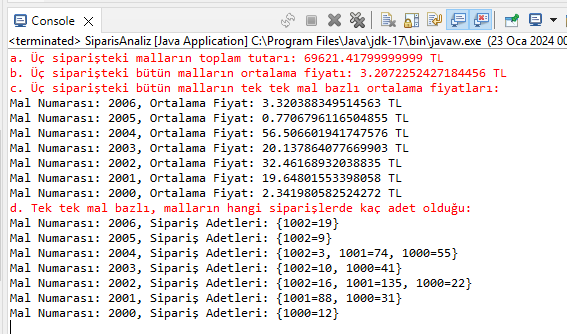 Console
<terminated> SiparisAnaliz [Java Application] C:\Program Files\Java\jdk-17\bin\javaw.exe (23 Oca 2024 00
a. Üç siparişteki malların toplam tutarı: 69621.41799999999 TL
b. Üç siparişteki bütün malların ortalama fiyatı: 3.2072252427184456 TL
c. Üç siparişteki bütün malların tek tek mal bazlı ortalama fiyatları:
Mal Numarası: 2006, Ortalama Fiyat: 3.320388349514563 TL
Mal Numarası: 2005, Ortalama Fiyat: 0.7706796116504855 TL
Mal Numarası: 2004, Ortalama Fiyat: 56.506601941747576 TL
Mal Numarası: 2003, Ortalama Fiyat: 20.137864077669903 TL
Mal Numarası: 2002, Ortalama Fiyat: 32.46168932038835 TL
Mal Numarası: 2001, Ortalama Fiyat: 19.64801553398058 TL
Mal Numarası: 2000, Ortalama Fiyat: 2.341980582524272 TL
d. Tek tek mal bazlı, malların hangi siparişlerde kaç adet olduğu:
Mal Numarası: 2006, Sipariş Adetleri: {1002=19}
Mal Numarası: 2005, Sipariş Adetleri: {1002=9}
Mal Numarası: 2004, Sipariş Adetleri: {1002=3, 1001=74, 1000=55}
Mal Numarası: 2003, Sipariş Adetleri: {1002=10, 1000=41}
Mal Numarası: 2002, Sipariş Adetleri: {1002=16, 1001=135, 1000=22}
Mal Numarası: 2001, Sipariş Adetleri: {1001=88, 1000=31}
Mal Numarası: 2000, Sipariş Adetleri: {1000=12}